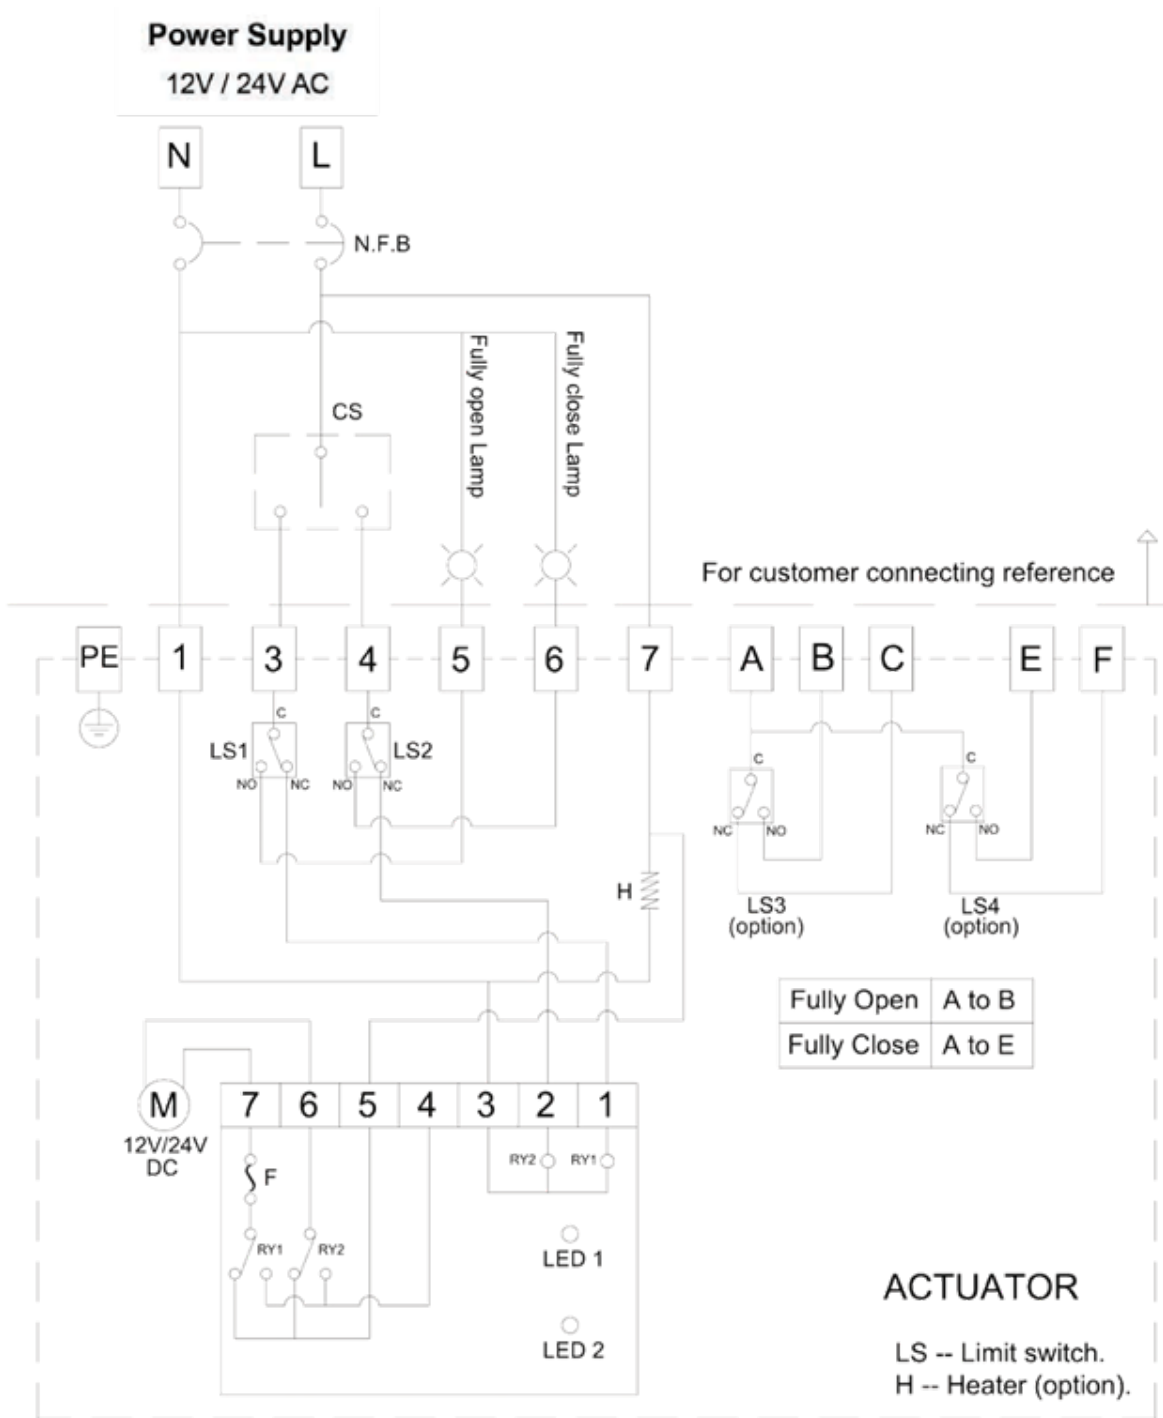 Power Supply
12V / 24V AC
N
L
N.F.B
CS
Fully open Lamp
Fully close Lamp
For customer connecting reference
PE
1
3
4
5
6
7
A
B
C
E
F
C
LS1
NO
NC
C
LS2
NO
NC
C
NC
NO
LS3
(option)
C
NC
NO
LS4
(option)
H
Fully Open A to B
Fully Close A to E
M
12V/24V
DC
7
6
5
4
3
2
1
F
RY1
RY2
RY2
RY1
LED 1
LED 2
ACTUATOR
LS -- Limit switch.
H -- Heater (option).